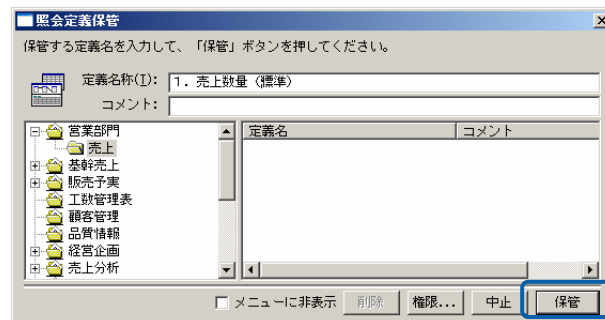 照会定義保管
保管する定義名を入力して、「保管」ボタンを押してください。
定義名称(I): 1. 売上数量（標準）
コメント:
営業部門
売上
基幹売上
販売予実
工数管理表
顧客管理
品質情報
経営企画
売上分析
定義名 コメント
メニューに非表示 削除 権限... 中止 保管